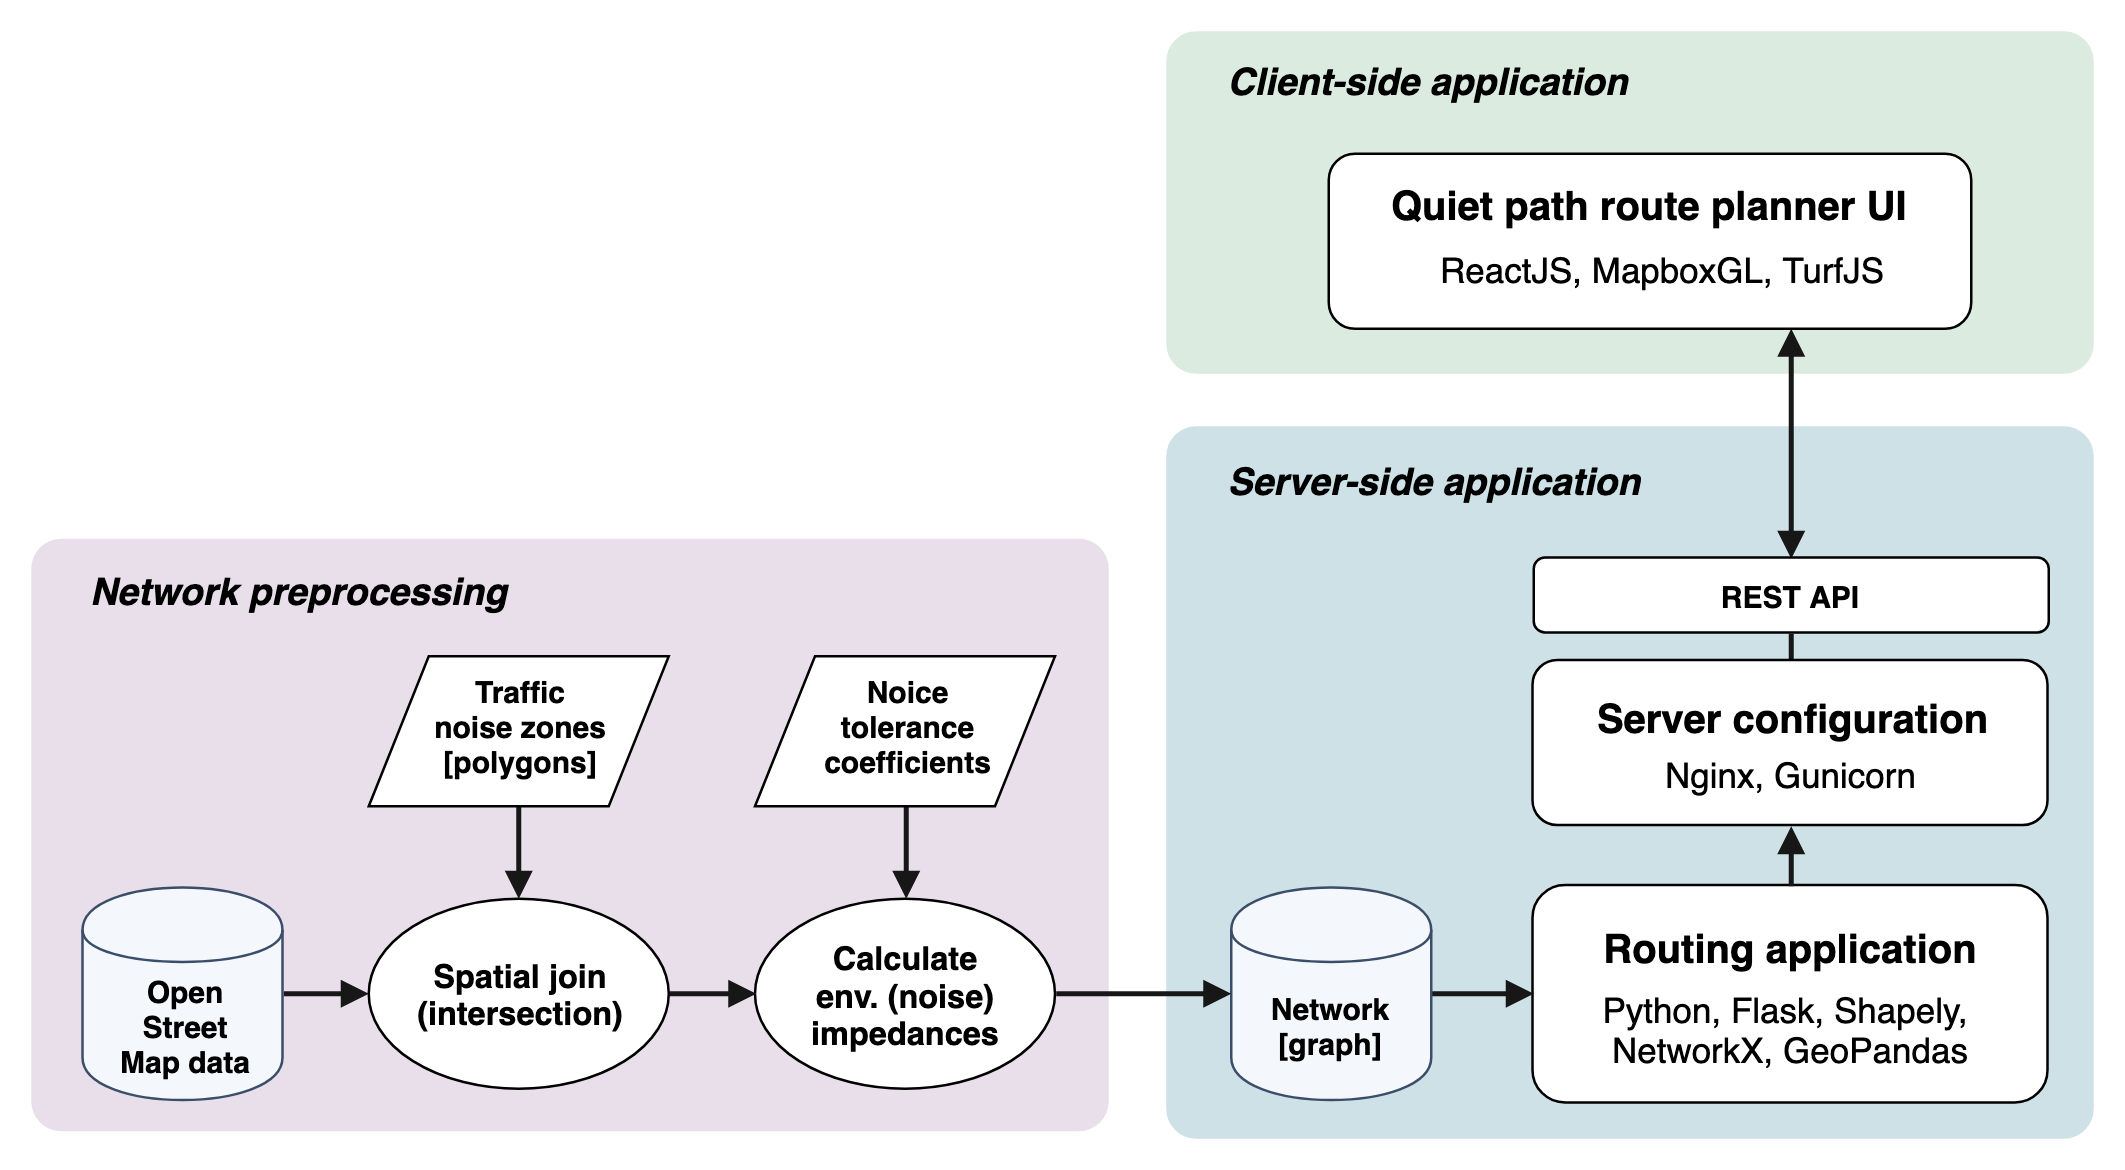 Client-side application
Quiet path route planner UI
ReactJS, MapboxGL, TurfJS
Server-side application
REST API
Server configuration
Nginx, Gunicorn
Routing application
Python, Flask, Shapely,
NetworkX, GeoPandas
Network
[graph]
Network preprocessing
Traffic
noise zones
[polygons]
Noice
tolerance
coefficients
Open
Street
Map data
Spatial join
(intersection)
Calculate
env. (noise)
impedances